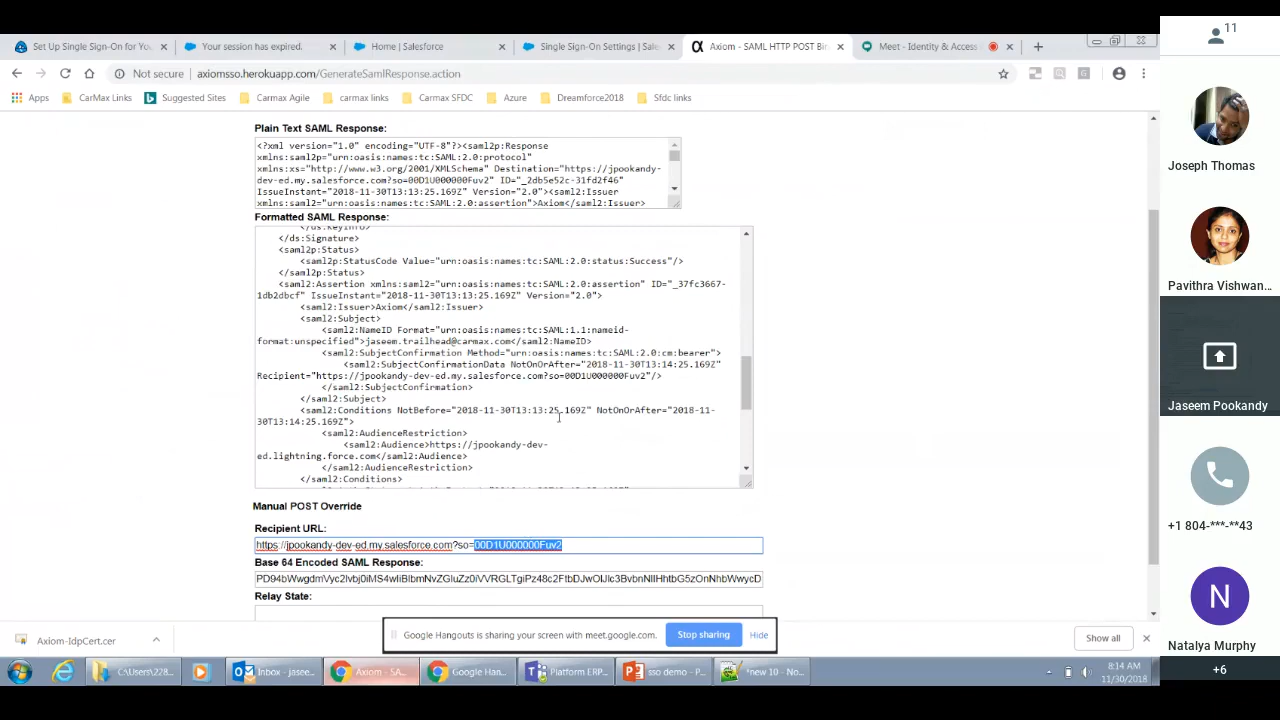 Set Up Single Sign-On for Yo
Your session has expired.
Home | Salesforce
Single Sign-On Settings | Sale
Axiom - SAML HTTP POST Bin
Meet - Identity & Access
Not secure | axiomsso.herokuapp.com/GenerateSamlResponse.action
Apps
CarMax Links
Suggested Sites
Carmax Agile
carmax links
Carmax SFDC
Azure
Dreamforce2018
Sfdc links
Plain Text SAML Response:
<?xml version="1.0" encoding="UTF-8"?><saml2p:Response
xmlns:saml2p="urn:oasis:names:tc:SAML:2.0:protocol"
xmlns:xs="http://www.w3.org/2001/XMLSchema" Destination="https://jpookandy-
dev-ed.my.salesforce.com?so=00D1U000000Fuv2" ID="_2db5e52c-31fd2f46"
IssueInstant="2018-11-30T13:13:25.169Z" Version="2.0"><saml2:Issuer
xmlns:saml2="urn:oasis:names:tc:SAML:2.0:assertion">Axiom</saml2:Issuer>
Formatted SAML Response:
</ds:KeyInfo>
</ds:Signature>
<saml2p:Status>
<saml2p:StatusCode Value="urn:oasis:names:tc:SAML:2.0:status:Success"/>
</saml2p:Status>
<saml2:Assertion xmlns:saml2="urn:oasis:names:tc:SAML:2.0:assertion" ID="_37fc3667-
1db2dbcf" IssueInstant="2018-11-30T13:13:25.169Z" Version="2.0">
<saml2:Issuer>Axiom</saml2:Issuer>
<saml2:Subject>
<saml2:NameID Format="urn:oasis:names:tc:SAML:1.1:nameid-
format:unspecified">jaseem.trailhead@carmax.com</saml2:NameID>
<saml2:SubjectConfirmation Method="urn:oasis:names:tc:SAML:2.0:cm:bearer">
<saml2:SubjectConfirmationData NotOnOrAfter="2018-11-30T13:14:25.169Z"
Recipient="https://jpookandy-dev-ed.my.salesforce.com?so=00D1U000000Fuv2"/>
</saml2:SubjectConfirmation>
</saml2:Subject>
<saml2:Conditions NotBefore="2018-11-30T13:13:25.169Z" NotOnOrAfter="2018-11-
30T13:14:25.169Z">
<saml2:AudienceRestriction>
<saml2:Audience>https://jpookandy-dev-
ed.lightning.force.com</saml2:Audience>
</saml2:AudienceRestriction>
</saml2:Conditions>
Manual POST Override
Recipient URL:
https://jpookandy-dev-ed.my.salesforce.com?so=00D1U000000Fuv2
Base 64 Encoded SAML Response:
Relay State:
Google Hangouts is sharing your screen with meet.google.com.
Stop sharing
Hide
Axiom-IdpCert.cer
Show all
C:\Users\228...
Inbox - jasee...
Axiom - SA...
Google Han...
Platform ERP...
sso demo - P...
*new 10 - No...
8:14 AM
11/30/2018
11
Joseph Thomas
Pavithra Vishwan...
Jaseem Pookandy
+1 804-***-**43
N
Natalya Murphy
+6